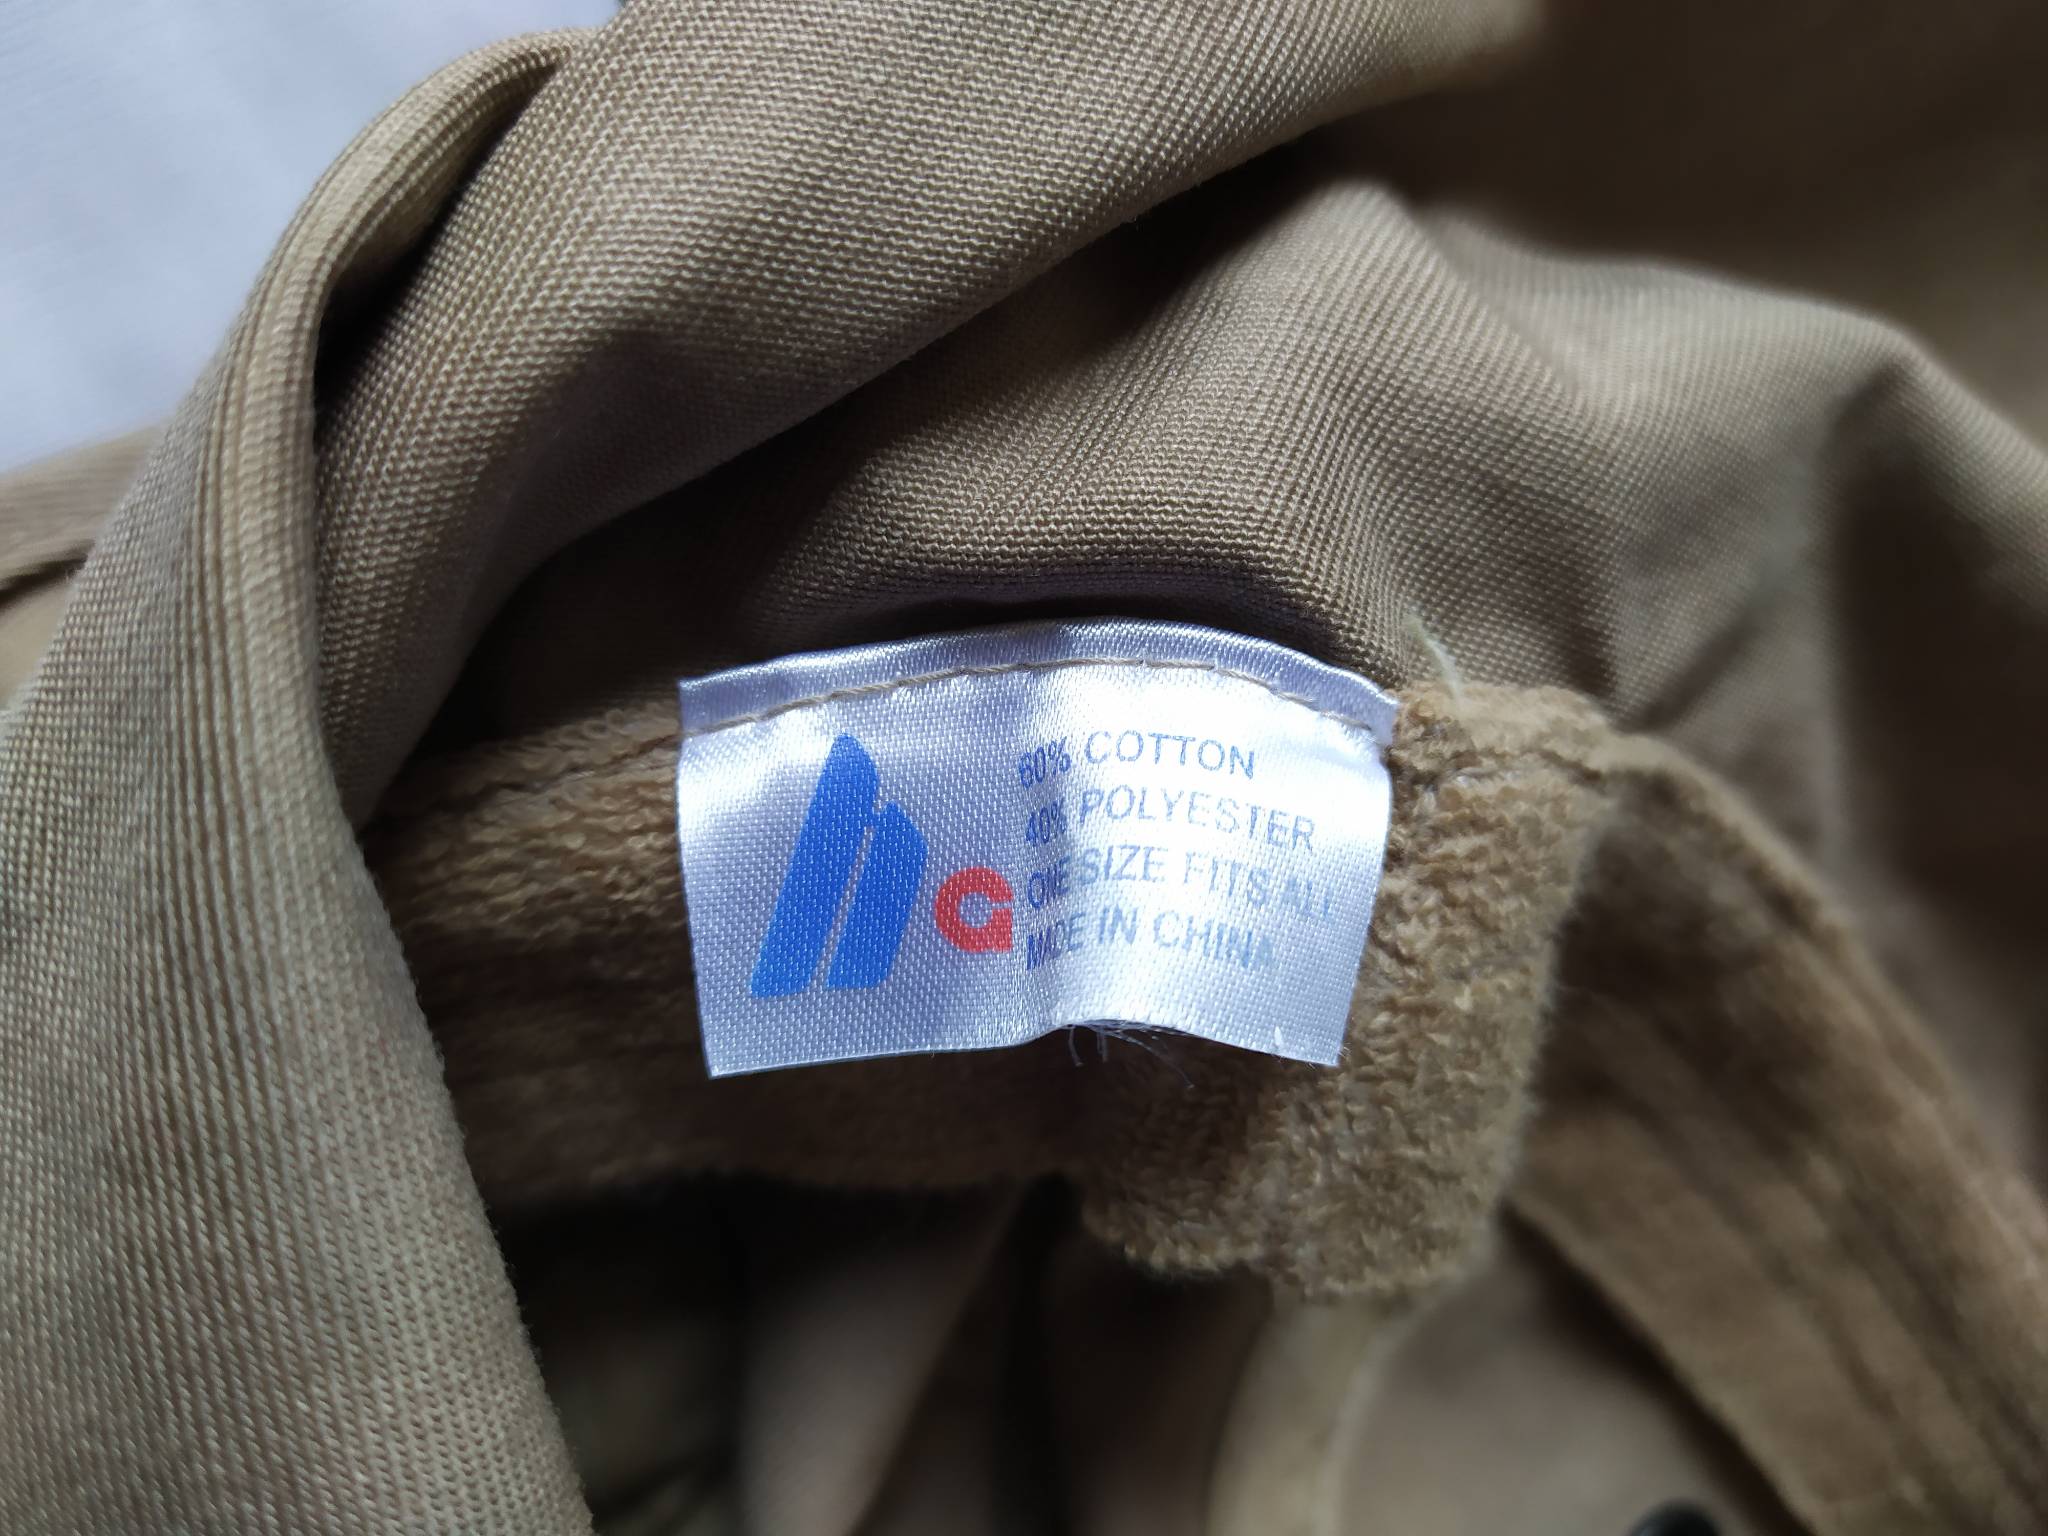 60% COTTON
40% POLYESTER
ONE SIZE FITS ALL
MADE IN CHINA